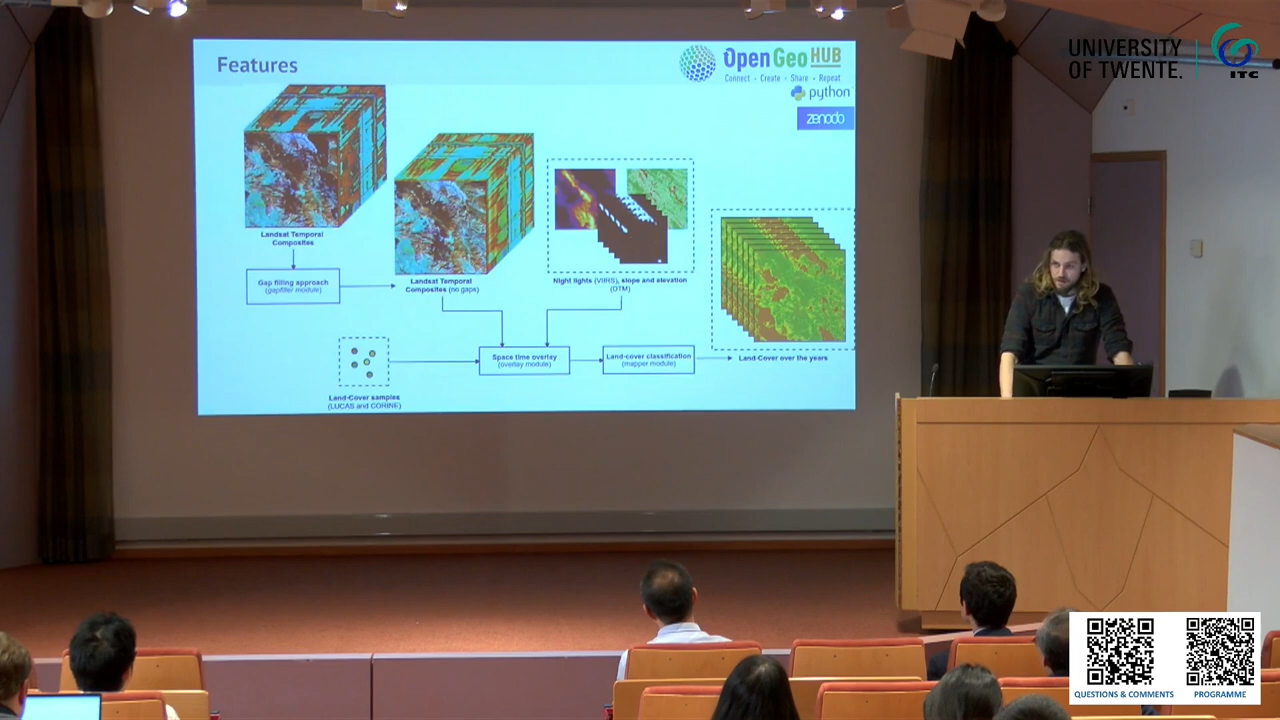 Features
OpenGeoHUB
Connect • Create • Share • Repeat
python
zenodo
UNIVERSITY
OF TWENTE.
ITC
Landsat Temporal
Composites
Gap filling approach
(gapfiller module)
Landsat Temporal
Composites (no gaps)
Night lights (VIIRS), slope and elevation
(DTM)
Space time overlay
(overlay module)
Land-cover classification
(mapper module)
Land-Cover over the years
Land-Cover samples
(LUCAS and CORINE)
QUESTIONS & COMMENTS
PROGRAMME